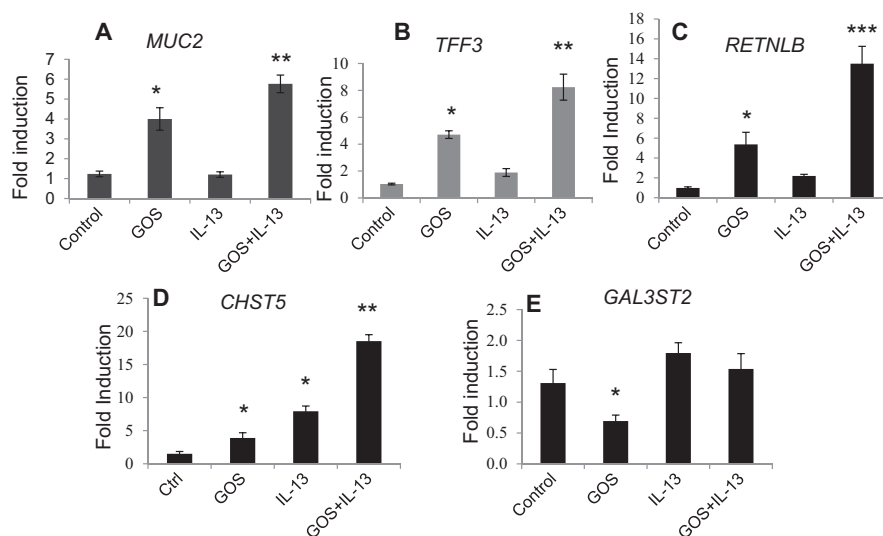 A
MUC2
Fold induction
7
6
5
4
3
2
1
0
*
**
Control
GOS
IL-13
GOS+IL-13
B
TFF3
Fold induction
10
8
6
4
2
0
*
**
Control
GOS
IL-13
GOS+IL-13
C
RETNLB
Fold Induction
18
16
14
12
10
8
6
4
2
0
*
***
Control
GOS
IL-13
GOS+IL-13
D
CHST5
Fold Induction
25
20
15
10
5
0
*
*
**
Ctrl
GOS
IL-13
GOS+IL-13
E
GAL3ST2
Fold induction
2.5
2.0
1.5
1.0
0.5
0.0
*
Control
GOS
IL-13
GOS+IL-13